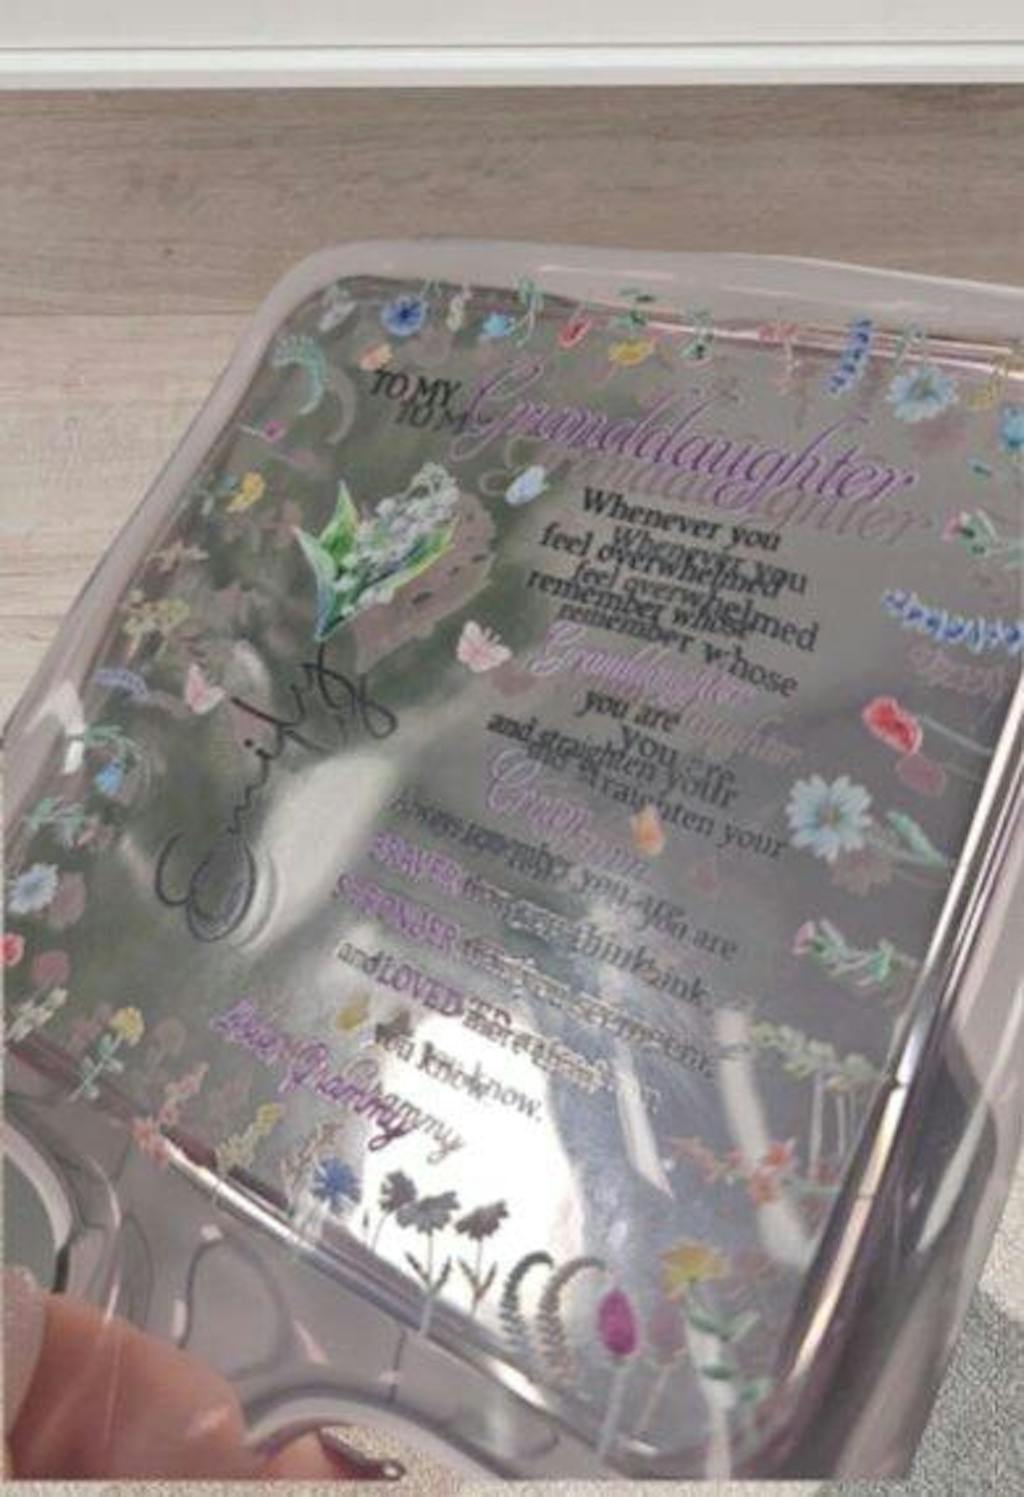 TO MY Granddaughter
Whenever you
feel overwhelmed
remember whose
Granddaughter
you are
and straighten your
Crown
Always remember you are
BRAVER than you think
STRONGER than you seem
and LOVED more than
you know.
Love, Grammy
Emily